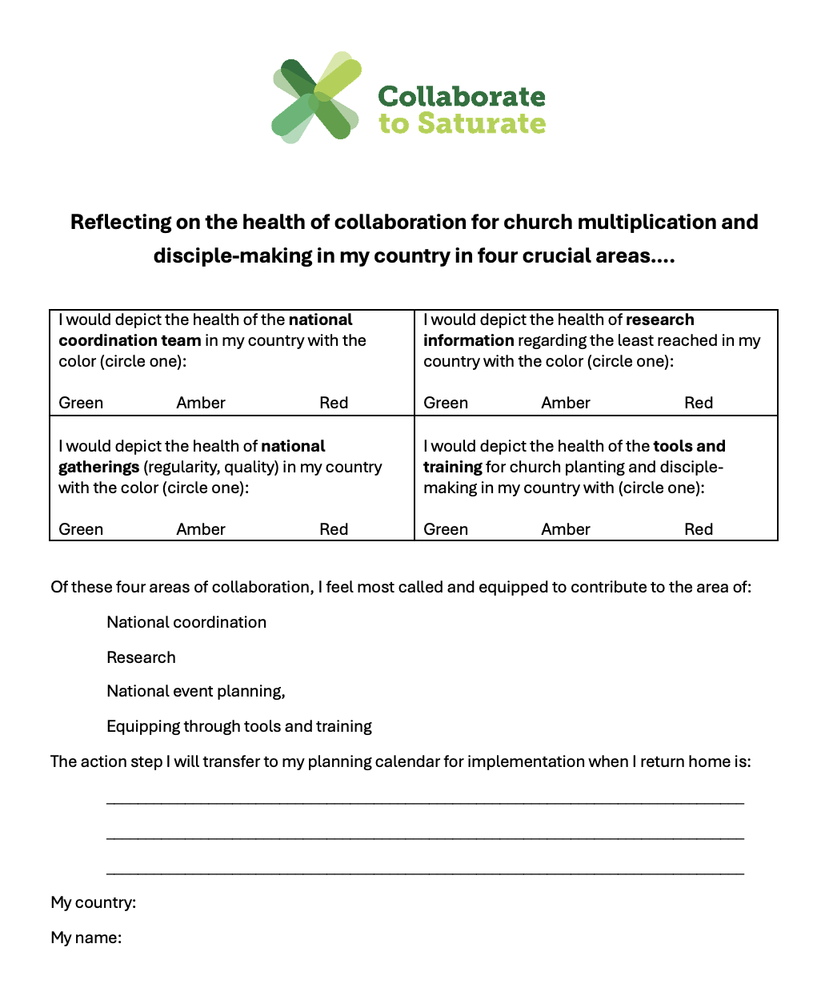 Collaborate
to Saturate
Reflecting on the health of collaboration for church multiplication and
disciple-making in my country in four crucial areas....
I would depict the health of the national
coordination team in my country with the
color (circle one):
Green Amber Red
I would depict the health of research
information regarding the least reached in my
country with the color (circle one):
Green Amber Red
I would depict the health of national
gatherings (regularity, quality) in my country
with the color (circle one):
Green Amber Red
I would depict the health of the tools and
training for church planting and disciple-
making in my country with (circle one):
Green Amber Red
Of these four areas of collaboration, I feel most called and equipped to contribute to the area of:
National coordination
Research
National event planning,
Equipping through tools and training
The action step I will transfer to my planning calendar for implementation when I return home is:
My country:
My name: